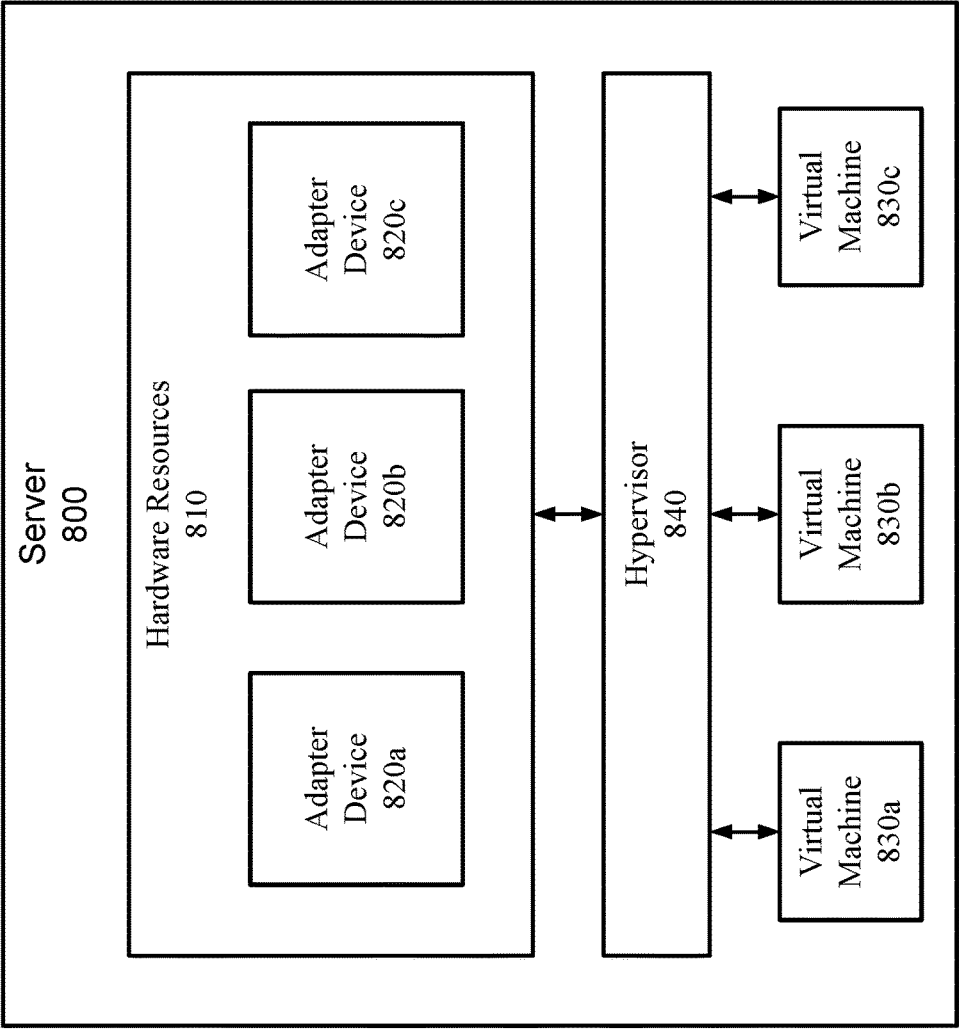 Server
800
Hardware Resources
810
Adapter
Device
820a
Adapter
Device
820b
Adapter
Device
820c
Hypervisor
840
Virtual
Machine
830a
Virtual
Machine
830b
Virtual
Machine
830c